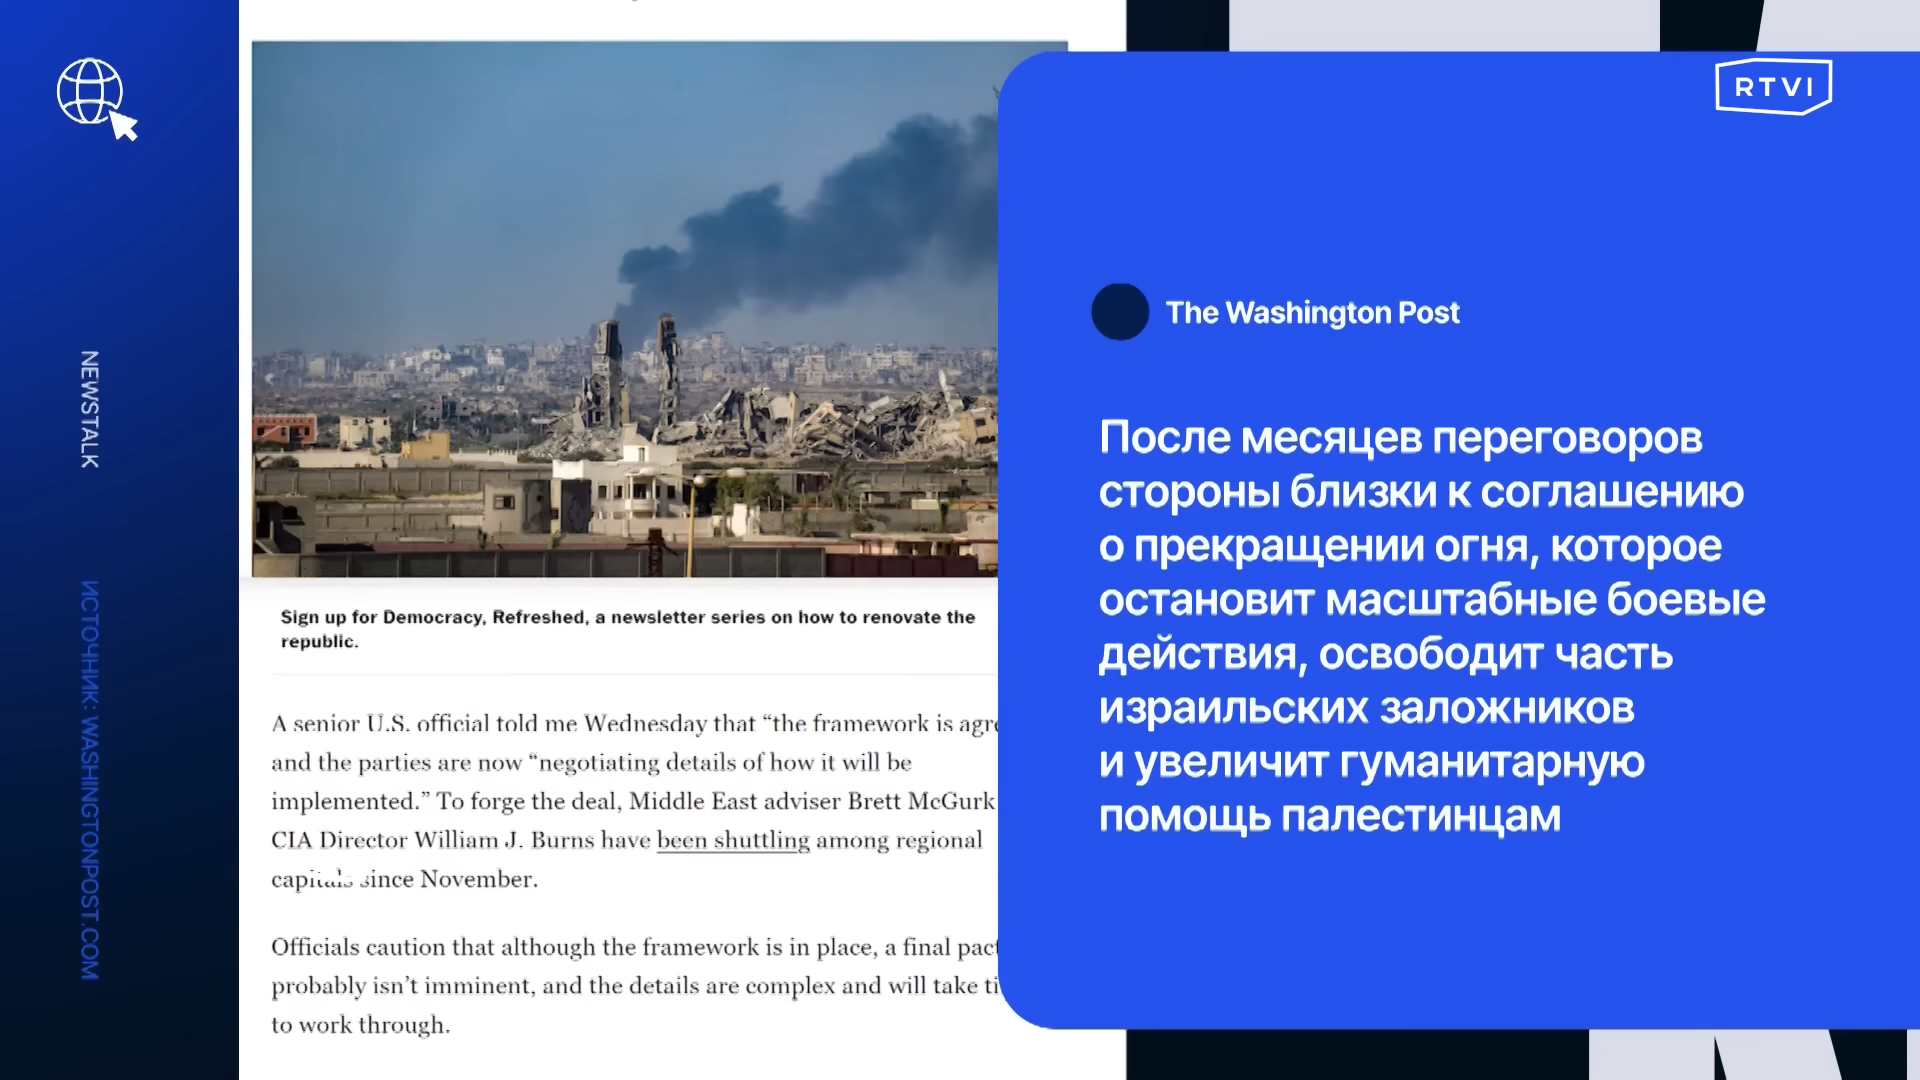 RTVI
NEWSTALK
ИСТОЧНИК: WASHINGTONPOST.COM
Sign up for Democracy, Refreshed, a newsletter series on how to renovate the
republic.
A senior U.S. official told me Wednesday that “the framework is
and the parties are now “negotiating details of how it will be
implemented.” To forge the deal, Middle East adviser Brett McGurk
CIA Director William J. Burns have been shuttling among regional
capitals since November.
Officials caution that although the framework is in place, a final pact
probably isn’t imminent, and the details are complex and will take
to work through.
The Washington Post
После месяцев переговоров
стороны близки к соглашению
о прекращении огня, которое
остановит масштабные боевые
действия, освободит часть
израильских заложников
и увеличит гуманитарную
помощь палестинцам